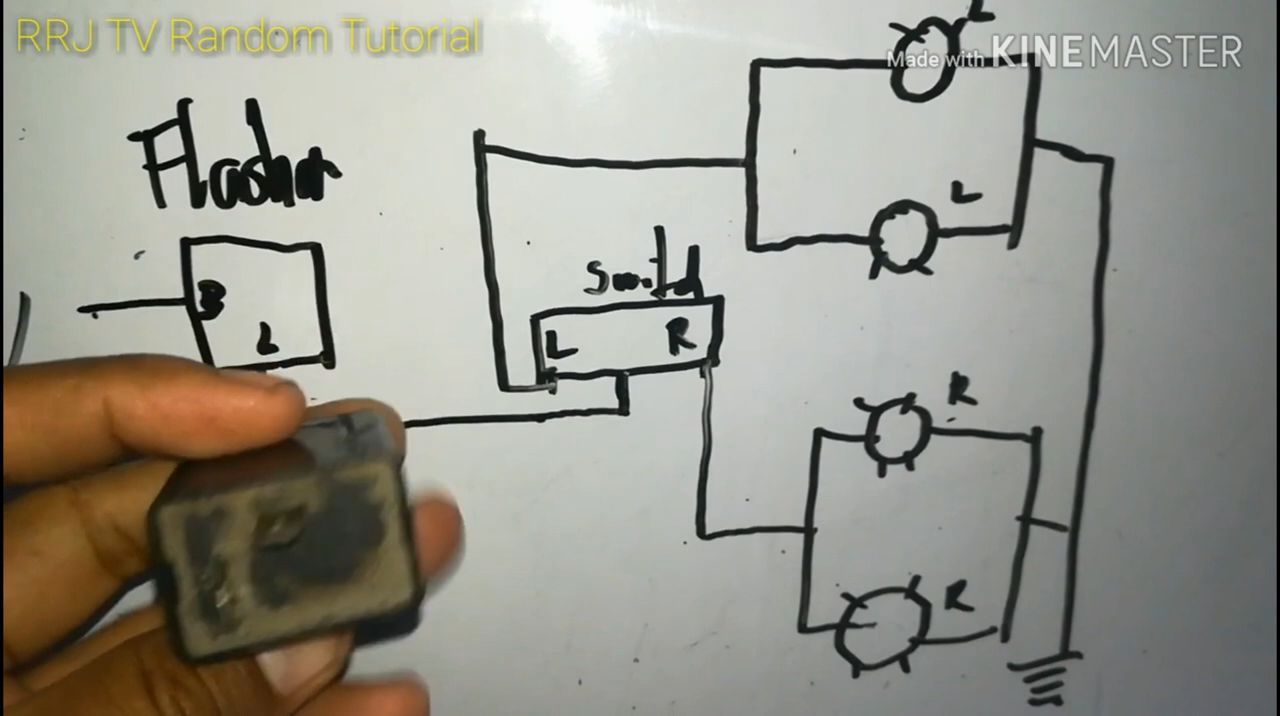 RRJ TV Random Tutorial
Made with KINEMASTER
L
Flasher
L
Switch
B
L
L
R
R
R